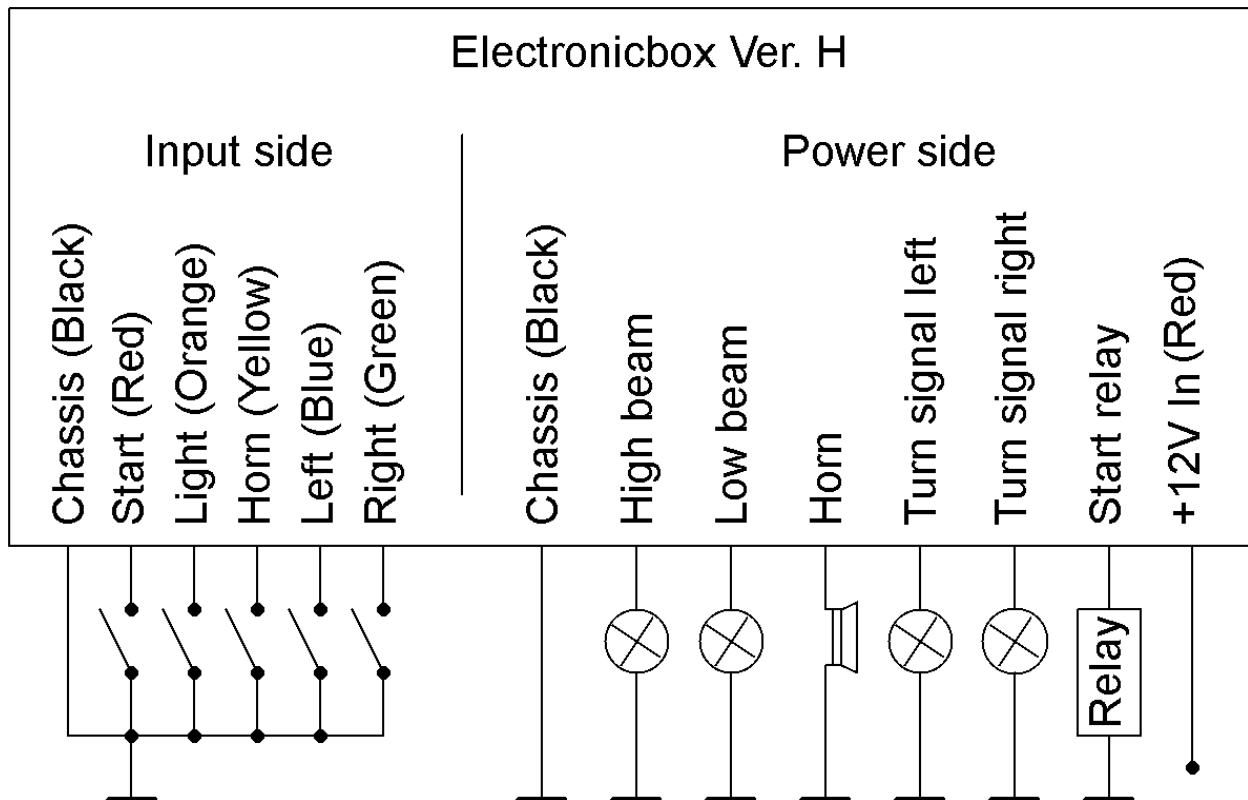 Electronicbox Ver. H
Input side
Power side
Chassis (Black)
Start (Red)
Light (Orange)
Horn (Yellow)
Left (Blue)
Right (Green)
Chassis (Black)
High beam
Low beam
Horn
Turn signal left
Turn signal right
Start relay
+12V In (Red)
Relay